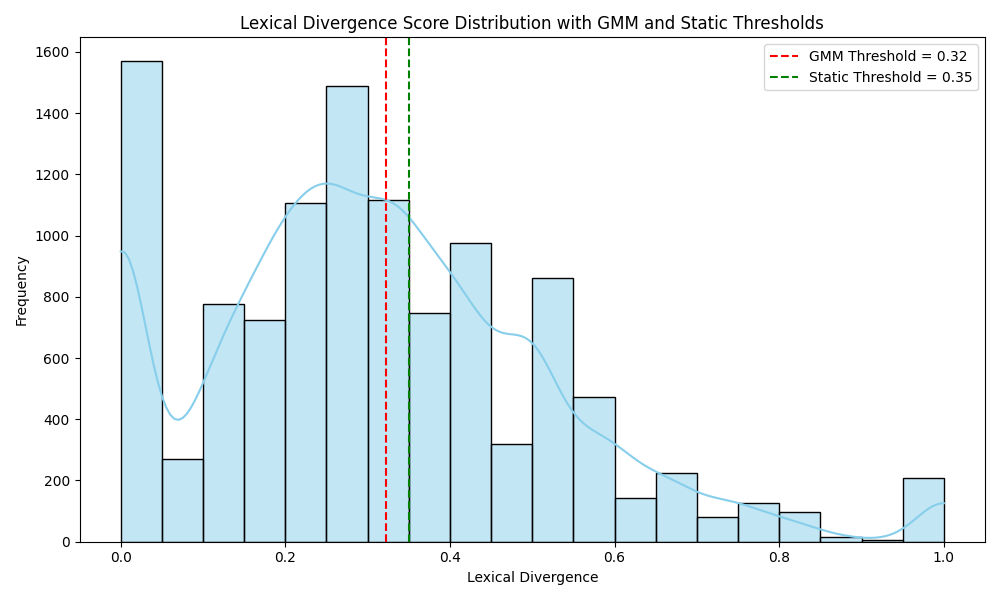 Lexical Divergence Score Distribution with GMM and Static Thresholds
GMM Threshold = 0.32
Static Threshold = 0.35
Frequency
1600
1400
1200
1000
800
600
400
200
0
0.0 0.2 0.4 0.6 0.8 1.0
Lexical Divergence